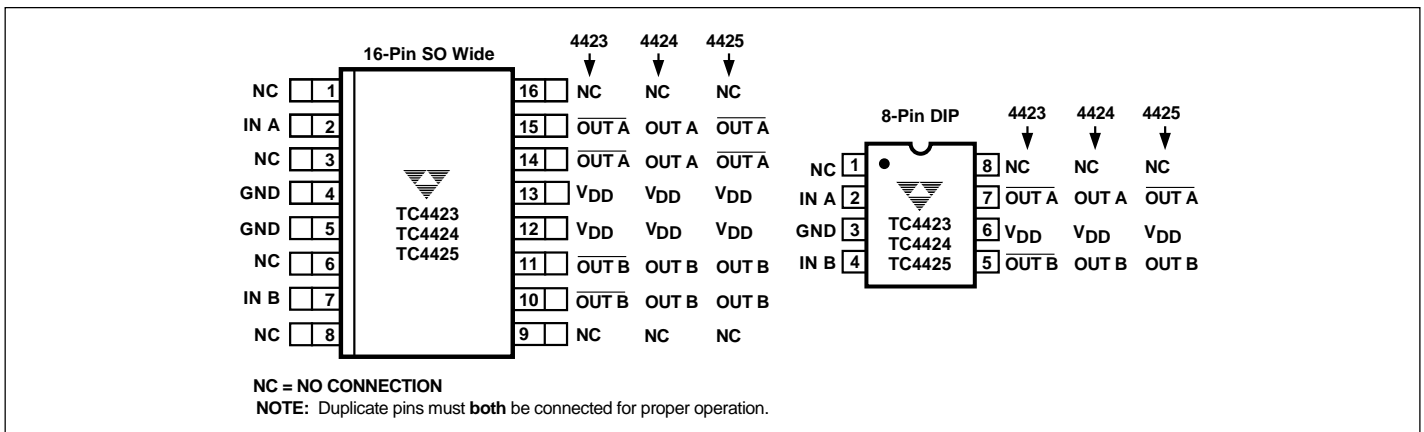 4423 4424 4425
16-Pin SO Wide
NC 1 16 NC NC NC
IN A 2 15 OUT A OUT A OUT A
NC 3 14 OUT A OUT A OUT A
GND 4 13 VDD VDD VDD
GND 5 12 VDD VDD VDD
NC 6 11 OUT B OUT B OUT B
IN B 7 10 OUT B OUT B OUT B
NC 8 9 NC NC NC
TC4423
TC4424
TC4425
8-Pin DIP
4423 4424 4425
NC 1 8 NC NC NC
IN A 2 7 OUT A OUT A OUT A
GND 3 6 VDD VDD VDD
IN B 4 5 OUT B OUT B OUT B
TC4423
TC4424
TC4425
NC = NO CONNECTION
NOTE: Duplicate pins must both be connected for proper operation.